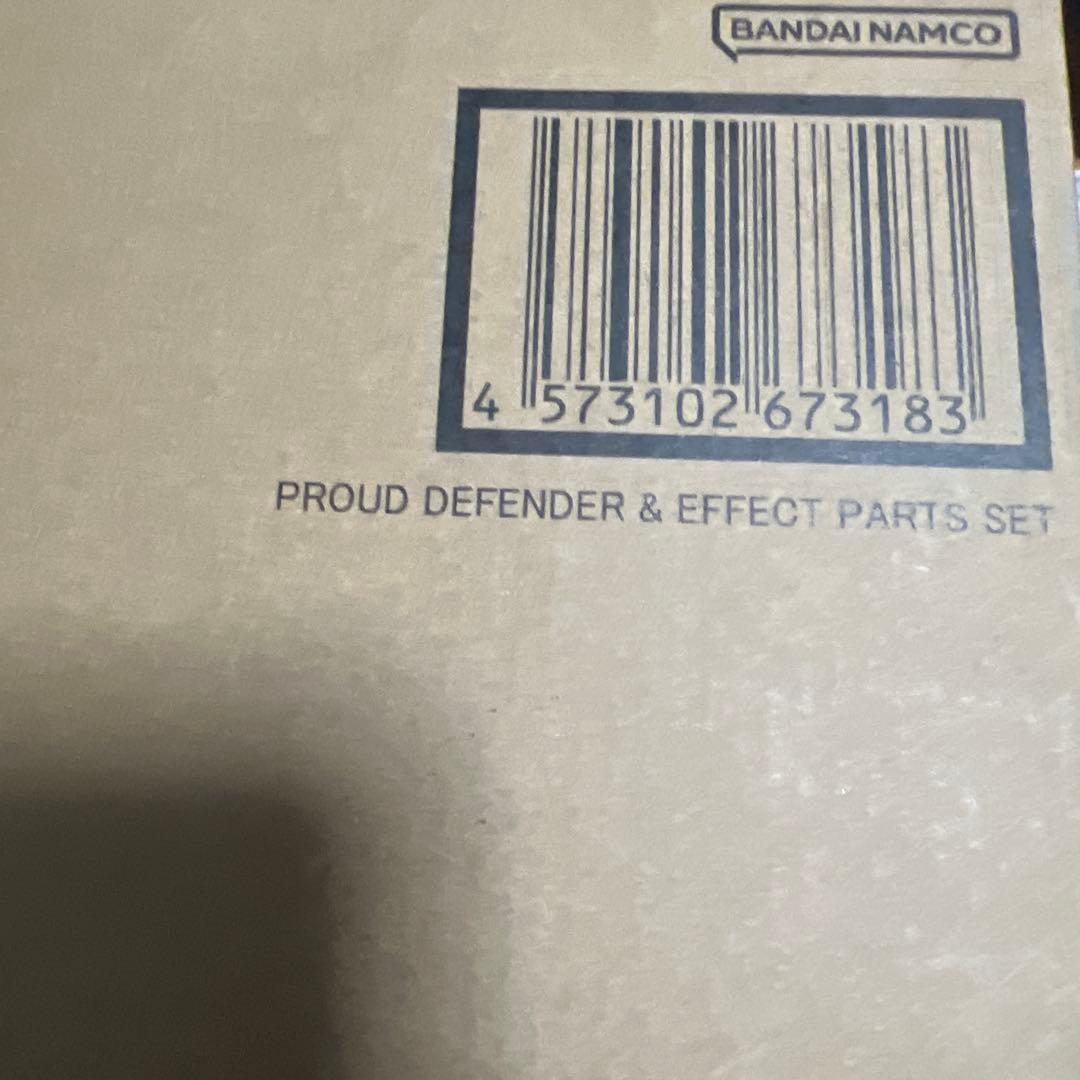 BANDAI NAMCO
4 573102 673183
PROUD DEFENDER & EFFECT PARTS SET